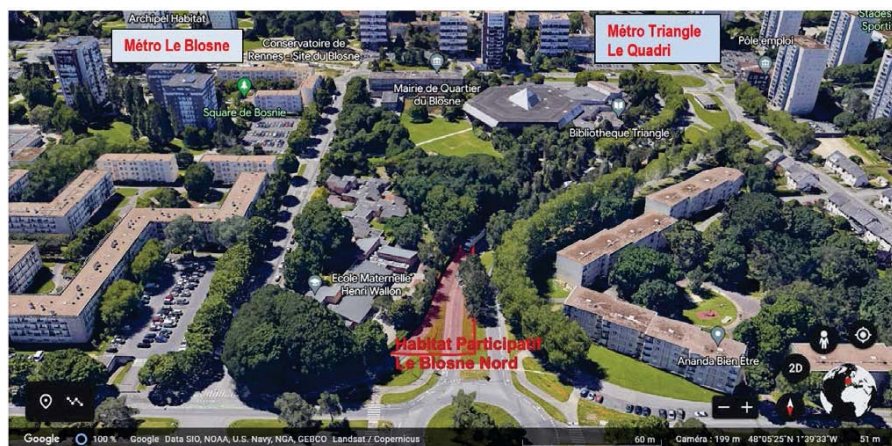 Archipel Habitat
Métro Le Blosne
Conservatoire de
Rennes - Site du Blosne
Métro Triangle
Le Quadri
Pôle emploi
Stades
Sporti
Mairie de Quartier
du Blosne
Square de Bosnie
Bibliothèque Triangle
Ecole Maternelle
Henri Wallon
Habitat Participatif
Le Blosne Nord
Ananda Bien Être
2D
Google 100 % Google Data SIO, NOAA, U.S. Navy, NGA, GEBCO Landsat / Copernicus 60 m Caméra : 199 m 48°05'25"N 1°39'33"W 51 m